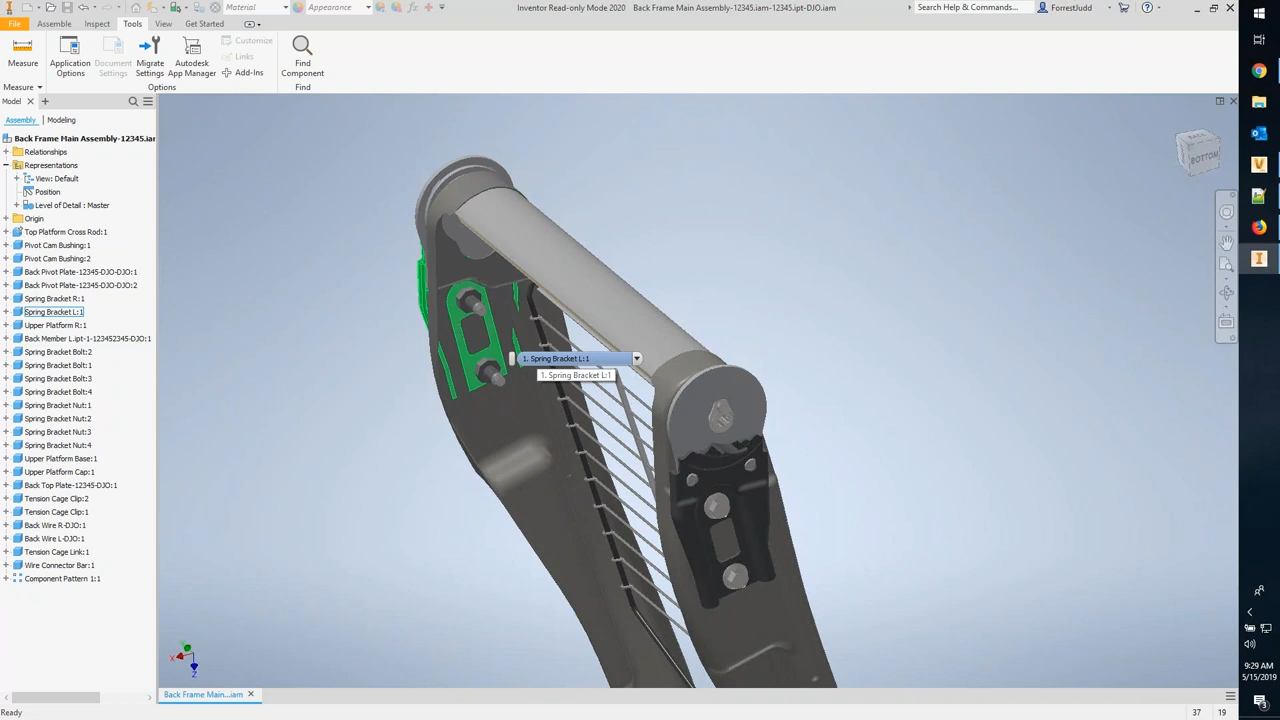 Material
Appearance
Inventor Read-only Mode 2020 Back Frame Main Assembly-12345.iam-12345.ipt-DJO.iam
Search Help & Commands...
ForrestJudd
File
Assemble
Inspect
Tools
View
Get Started
Measure
Application Options
Document Settings
Migrate Settings
Autodesk App Manager
Customize
Links
Add-Ins
Find Component
Measure
Options
Find
Model
Assembly
Modeling
Back Frame Main Assembly-12345.iam
Relationships
Representations
View: Default
Position
Level of Detail : Master
Origin
Top Platform Cross Rod:1
Pivot Cam Bushing:1
Pivot Cam Bushing:2
Back Pivot Plate-12345-DJO-DJO:1
Back Pivot Plate-12345-DJO-DJO:2
Spring Bracket R:1
Spring Bracket L:1
Upper Platform R:1
Back Member L.ipt-1-123452345-DJO:1
Spring Bracket Bolt:2
Spring Bracket Bolt:1
Spring Bracket Bolt:3
Spring Bracket Bolt:4
Spring Bracket Nut:1
Spring Bracket Nut:2
Spring Bracket Nut:3
Spring Bracket Nut:4
Upper Platform Base:1
Upper Platform Cap:1
Back Top Plate-12345-DJO:1
Tension Cage Clip:2
Tension Cage Clip:1
Back Wire R-DJO:1
Back Wire L-DJO:1
Tension Cage Link:1
Wire Connector Bar:1
Component Pattern 1:1
BOTTOM
1. Spring Bracket L:1
1. Spring Bracket L:1
X
Z
Back Frame Main...iam
Ready
37
19
9:29 AM
5/15/2019
3